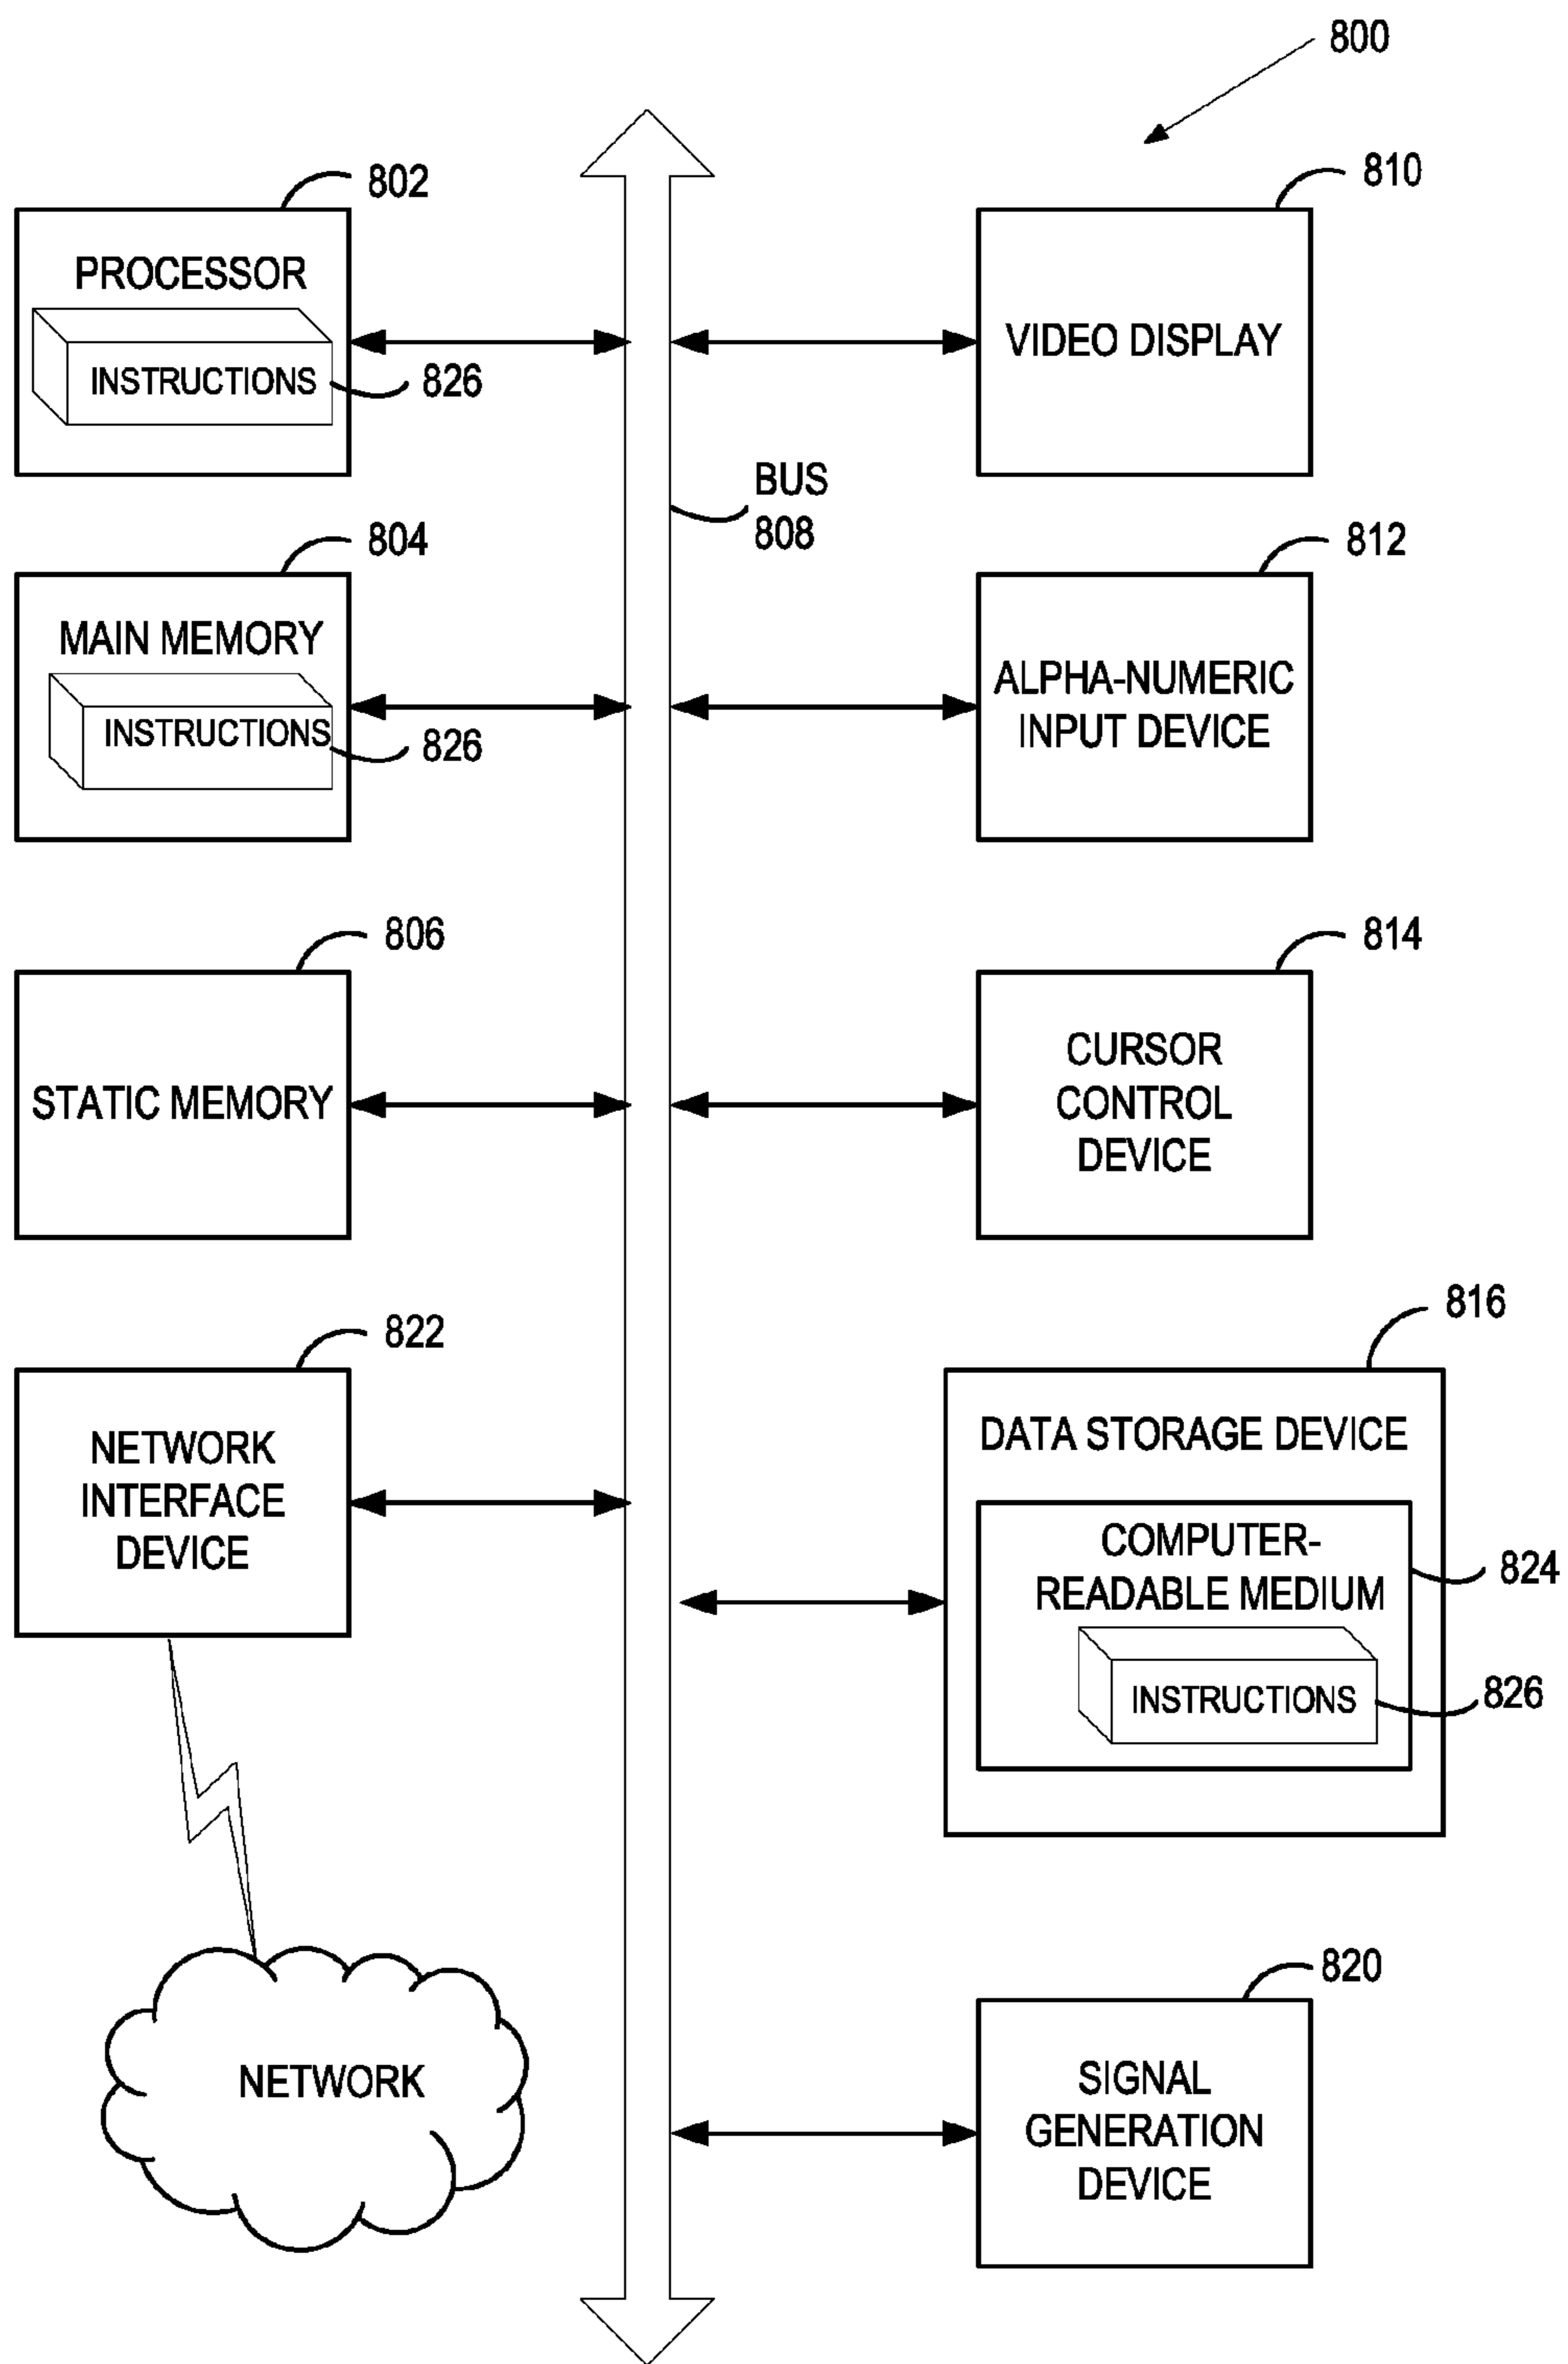 800
802
PROCESSOR
INSTRUCTIONS
826
810
VIDEO DISPLAY
BUS
808
804
MAIN MEMORY
INSTRUCTIONS
826
812
ALPHA-NUMERIC
INPUT DEVICE
806
STATIC MEMORY
814
CURSOR
CONTROL
DEVICE
822
NETWORK
INTERFACE
DEVICE
816
DATA STORAGE DEVICE
COMPUTER-
READABLE MEDIUM
824
INSTRUCTIONS
826
NETWORK
820
SIGNAL
GENERATION
DEVICE